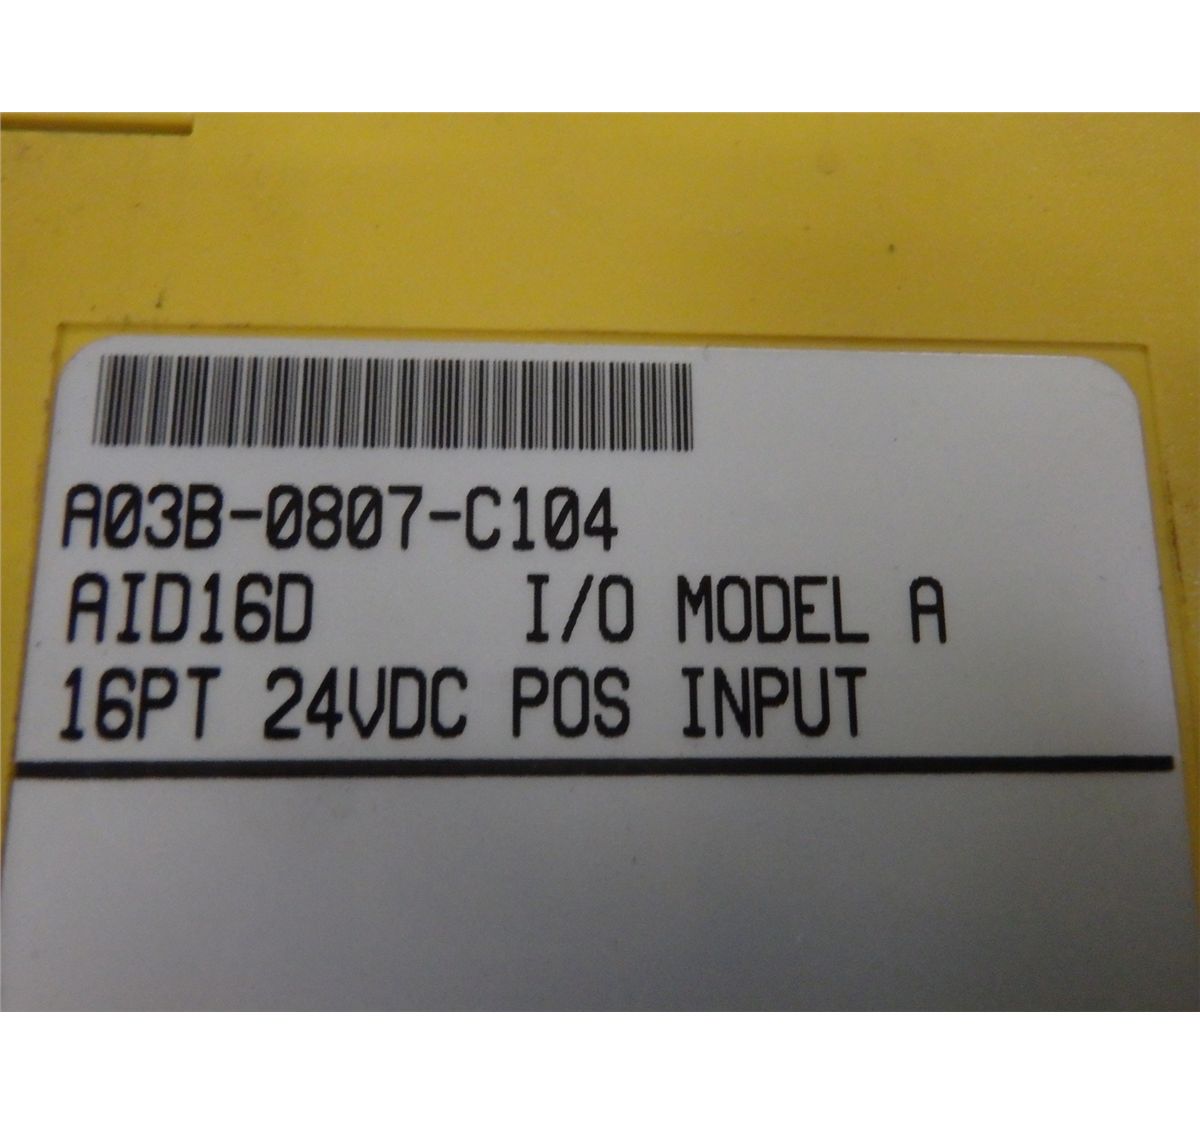 A03B-0807-C104
AID16D I/O MODEL A
16PT 24VDC POS INPUT